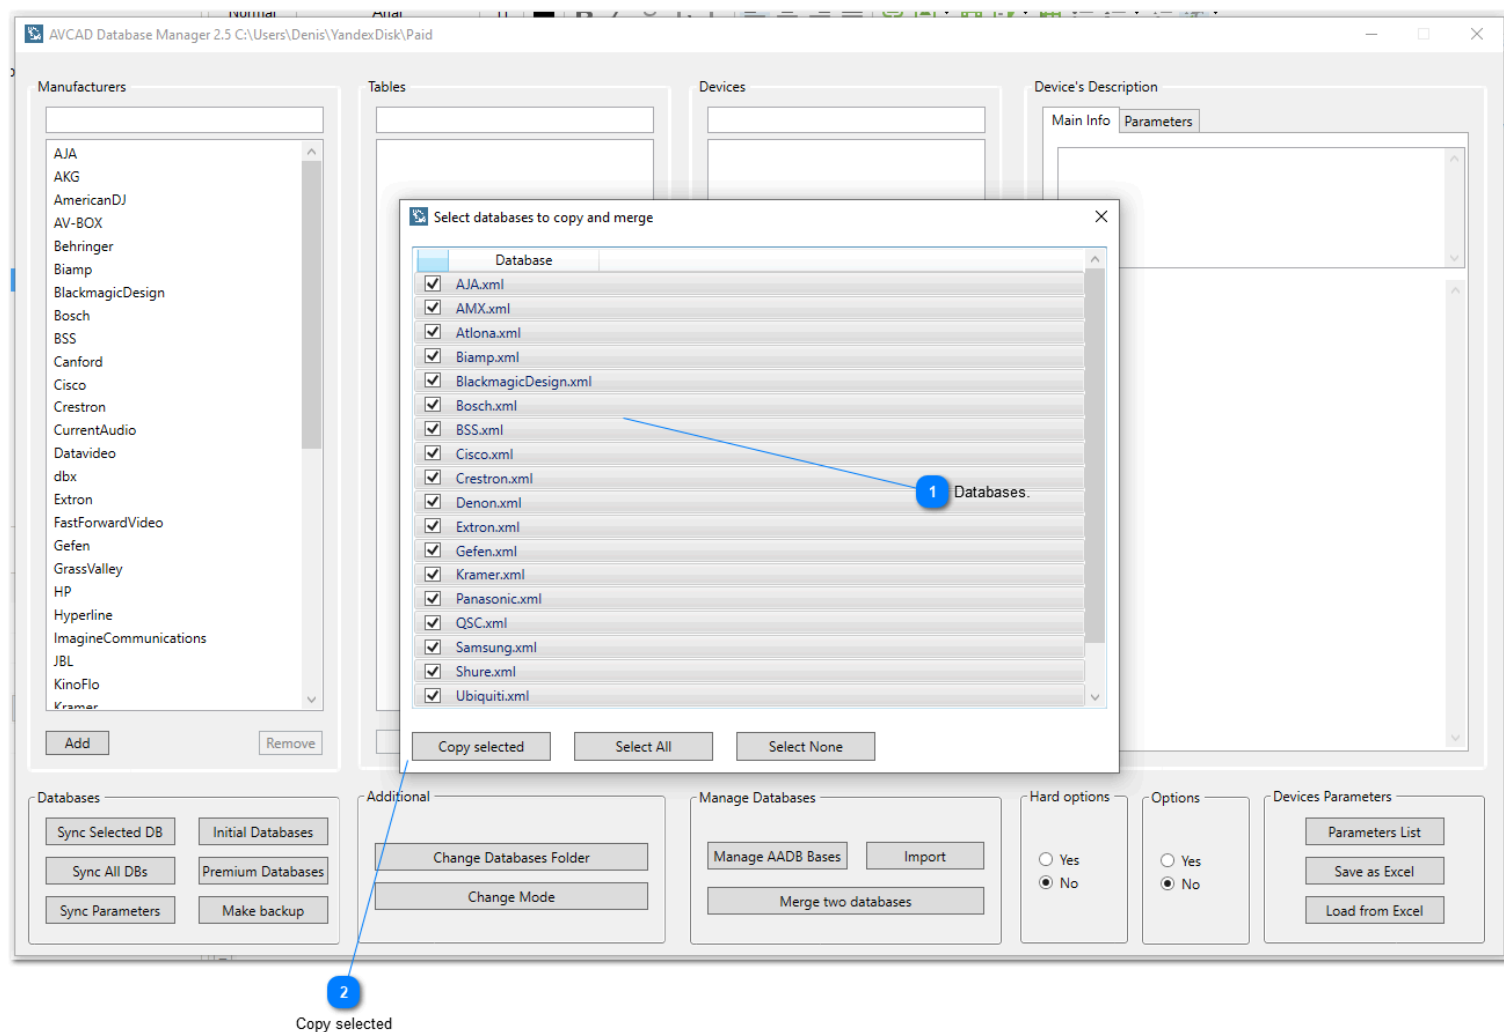 AVCAD Database Manager 2.5 C:\Users\Denis\YandexDisk\Paid
Manufacturers
Tables
Devices
Device's Description
Main Info
Parameters
AJA
AKG
AmericanDJ
AV-BOX
Behringer
Biamp
BlackmagicDesign
Bosch
BSS
Canford
Cisco
Crestron
CurrentAudio
Datavideo
dbx
Extron
FastForwardVideo
Gefen
GrassValley
HP
Hyperline
ImagineCommunications
JBL
KinoFlo
Kramer
Add
Remove
Select databases to copy and merge
Database
AJA.xml
AMX.xml
Atlona.xml
Biamp.xml
BlackmagicDesign.xml
Bosch.xml
BSS.xml
Cisco.xml
Crestron.xml
Denon.xml
Extron.xml
Gefen.xml
Kramer.xml
Panasonic.xml
QSC.xml
Samsung.xml
Shure.xml
Ubiquiti.xml
1 Databases.
Copy selected
Select All
Select None
Databases
Sync Selected DB
Initial Databases
Sync All DBs
Premium Databases
Sync Parameters
Make backup
Additional
Change Databases Folder
Change Mode
Manage Databases
Manage AADB Bases
Import
Merge two databases
Hard options
Yes
No
Options
Yes
No
Devices Parameters
Parameters List
Save as Excel
Load from Excel
2
Copy selected